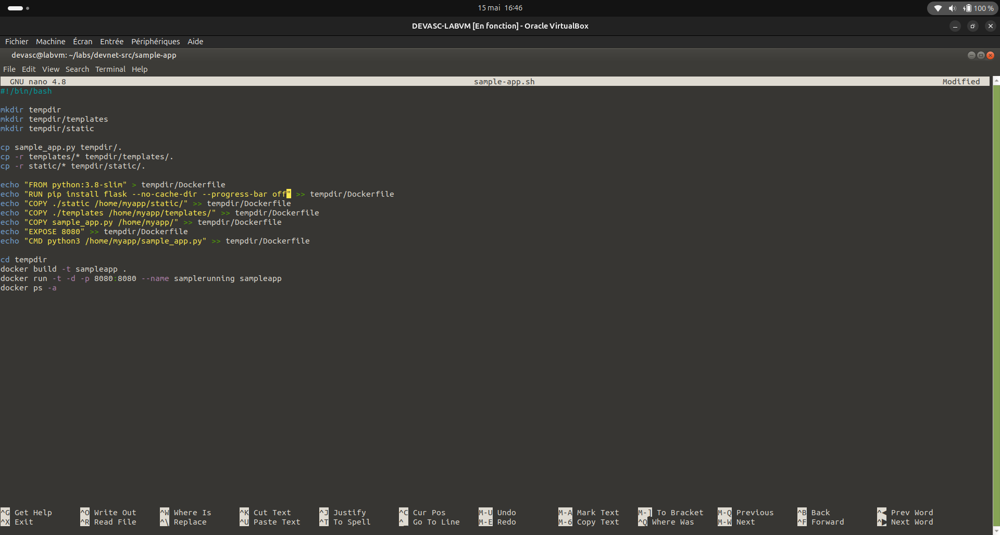 15 mai 16:46
100 %
DEVASC-LABVM [En fonction] - Oracle VirtualBox
Fichier Machine Écran Entrée Périphériques Aide
devasc@labvm: ~/labs/devnet-src/sample-app
File Edit View Search Terminal Help
GNU nano 4.8 sample-app.sh Modified
#!/bin/bash
mkdir tempdir
mkdir tempdir/templates
mkdir tempdir/static
cp sample_app.py tempdir/.
cp -r templates/* tempdir/templates/.
cp -r static/* tempdir/static/.
echo "FROM python:3.8-slim" > tempdir/Dockerfile
echo "RUN pip install flask --no-cache-dir --progress-bar off" >> tempdir/Dockerfile
echo "COPY ./static /home/myapp/static/" >> tempdir/Dockerfile
echo "COPY ./templates /home/myapp/templates/" >> tempdir/Dockerfile
echo "COPY sample_app.py /home/myapp/" >> tempdir/Dockerfile
echo "EXPOSE 8080" >> tempdir/Dockerfile
echo "CMD python3 /home/myapp/sample_app.py" >> tempdir/Dockerfile
cd tempdir
docker build -t sampleapp .
docker run -t -d -p 8080:8080 --name samplerunning sampleapp
docker ps -a
^G Get Help ^O Write Out ^W Where Is ^K Cut Text ^J Justify ^C Cur Pos M-U Undo M-A Mark Text M-] To Bracket M-Q Previous ^B Back ^◀ Prev Word
^X Exit ^R Read File ^\ Replace ^U Paste Text ^T To Spell ^_ Go To Line M-E Redo M-6 Copy Text ^Q Where Was M-W Next ^F Forward ^▶ Next Word